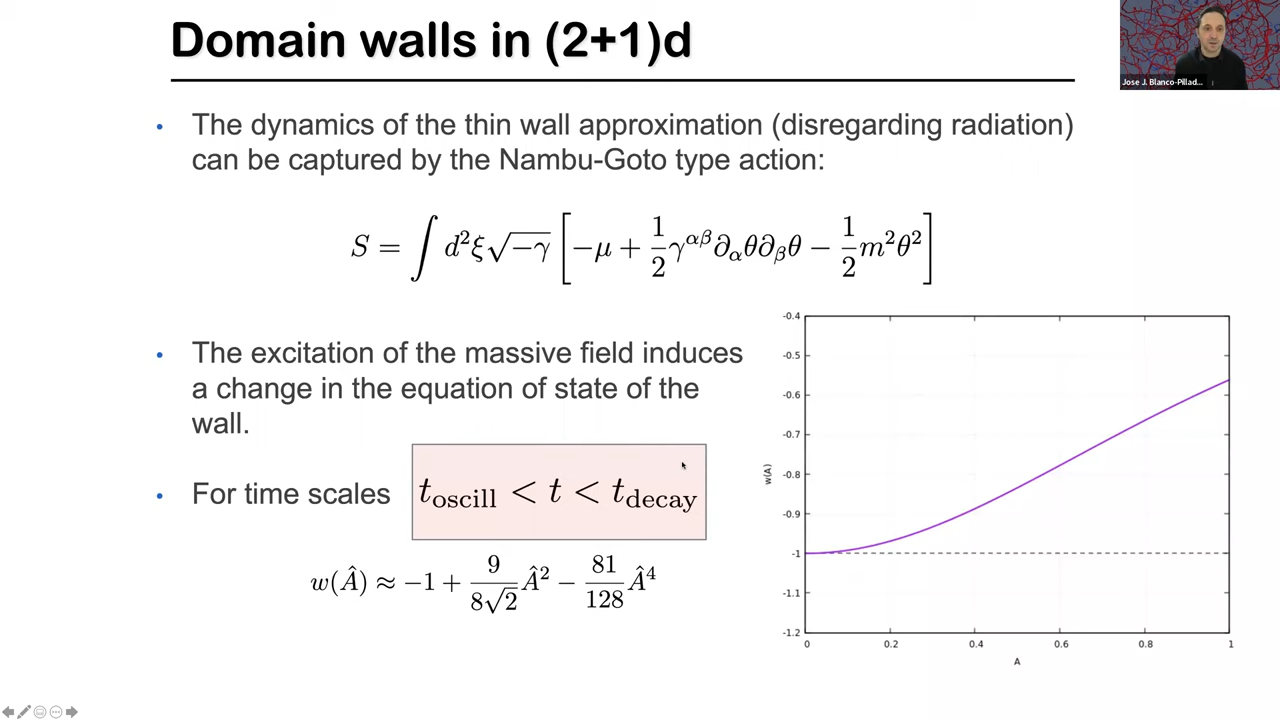 Domain walls in (2+1)d
Jose J. Blanco-Pillad...
• The dynamics of the thin wall approximation (disregarding radiation)
can be captured by the Nambu-Goto type action:
S = ∫ d²ξ√−γ [−μ + 1/2 γ^{αβ} ∂_αθ∂_βθ − 1/2 m²θ²]
• The excitation of the massive field induces
a change in the equation of state of the
wall.
• For time scales t_oscill < t < t_decay
w(Â) ≈ −1 + 9/(8√2) Â² − 81/128 Â⁴
-0.4
-0.5
-0.6
-0.7
-0.8
-0.9
-1
-1.1
-1.2
w(A)
0 0.2 0.4 0.6 0.8 1
A